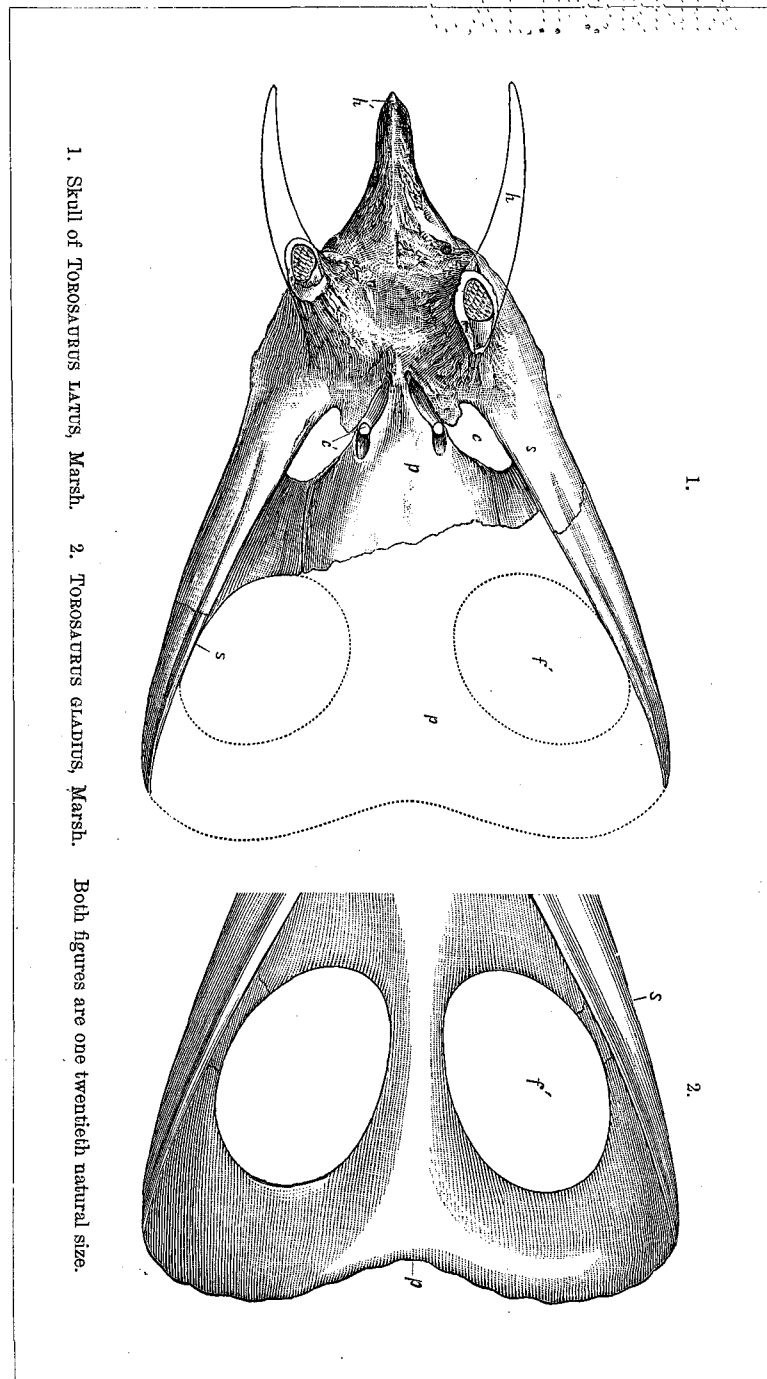 1.
h'
h
c'
c
s
p
s
f'
p
2.
s
f'
p
1. Skull of TOROSAURUS LATUS, Marsh. 2. TOROSAURUS GLADIUS, Marsh. Both figures are one twentieth natural size.